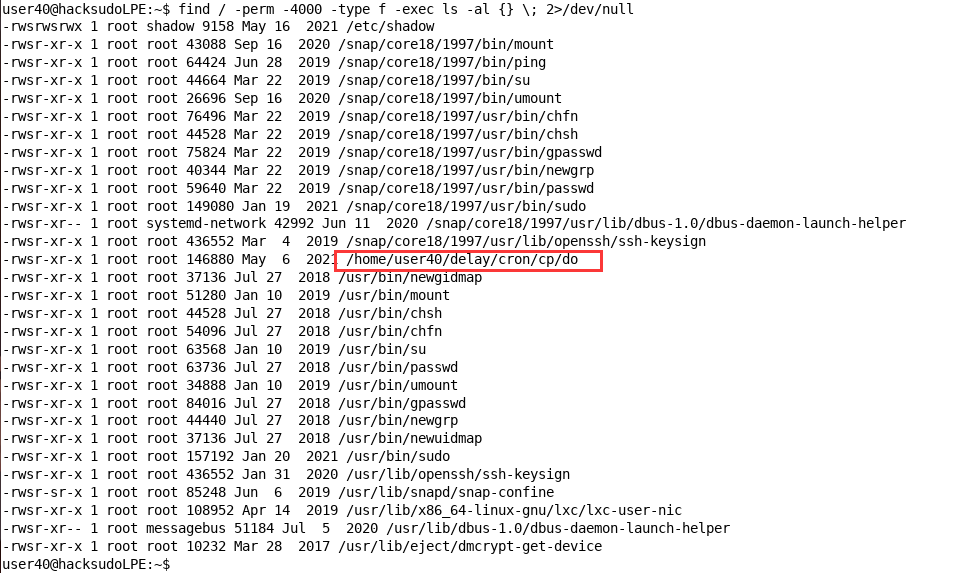 user40@hacksudoLPE:~$ find / -perm -4000 -type f -exec ls -al {} \; 2>/dev/null
-rwsrwsrwx 1 root shadow 9158 May 16  2021 /etc/shadow
-rwsr-xr-x 1 root root 43088 Sep 16  2020 /snap/core18/1997/bin/mount
-rwsr-xr-x 1 root root 64424 Jun 28  2019 /snap/core18/1997/bin/ping
-rwsr-xr-x 1 root root 44664 Mar 22  2019 /snap/core18/1997/bin/su
-rwsr-xr-x 1 root root 26696 Sep 16  2020 /snap/core18/1997/bin/umount
-rwsr-xr-x 1 root root 76496 Mar 22  2019 /snap/core18/1997/usr/bin/chfn
-rwsr-xr-x 1 root root 44528 Mar 22  2019 /snap/core18/1997/usr/bin/chsh
-rwsr-xr-x 1 root root 75824 Mar 22  2019 /snap/core18/1997/usr/bin/gpasswd
-rwsr-xr-x 1 root root 40344 Mar 22  2019 /snap/core18/1997/usr/bin/newgrp
-rwsr-xr-x 1 root root 59640 Mar 22  2019 /snap/core18/1997/usr/bin/passwd
-rwsr-xr-x 1 root root 149080 Jan 19  2021 /snap/core18/1997/usr/bin/sudo
-rwsr-xr-- 1 root systemd-network 42992 Jun 11  2020 /snap/core18/1997/usr/lib/dbus-1.0/dbus-daemon-launch-helper
-rwsr-xr-x 1 root root 436552 Mar  4  2019 /snap/core18/1997/usr/lib/openssh/ssh-keysign
-rwsr-xr-x 1 root root 146880 May  6  2021 /home/user40/delay/cron/cp/do
-rwsr-xr-x 1 root root 37136 Jul 27  2018 /usr/bin/newgidmap
-rwsr-xr-x 1 root root 51280 Jan 10  2019 /usr/bin/mount
-rwsr-xr-x 1 root root 44528 Jul 27  2018 /usr/bin/chsh
-rwsr-xr-x 1 root root 54096 Jul 27  2018 /usr/bin/chfn
-rwsr-xr-x 1 root root 63568 Jan 10  2019 /usr/bin/su
-rwsr-xr-x 1 root root 63736 Jul 27  2018 /usr/bin/passwd
-rwsr-xr-x 1 root root 34888 Jan 10  2019 /usr/bin/umount
-rwsr-xr-x 1 root root 84016 Jul 27  2018 /usr/bin/gpasswd
-rwsr-xr-x 1 root root 44440 Jul 27  2018 /usr/bin/newgrp
-rwsr-xr-x 1 root root 37136 Jul 27  2018 /usr/bin/newuidmap
-rwsr-xr-x 1 root root 157192 Jan 20  2021 /usr/bin/sudo
-rwsr-xr-x 1 root root 436552 Jan 31  2020 /usr/lib/openssh/ssh-keysign
-rwsr-sr-x 1 root root 85248 Jun  6  2019 /usr/lib/snapd/snap-confine
-rwsr-xr-x 1 root root 108952 Apr 14  2019 /usr/lib/x86_64-linux-gnu/lxc/lxc-user-nic
-rwsr-xr-- 1 root messagebus 51184 Jul  5  2020 /usr/lib/dbus-1.0/dbus-daemon-launch-helper
-rwsr-xr-x 1 root root 10232 Mar 28  2017 /usr/lib/eject/dmcrypt-get-device
user40@hacksudoLPE:~$